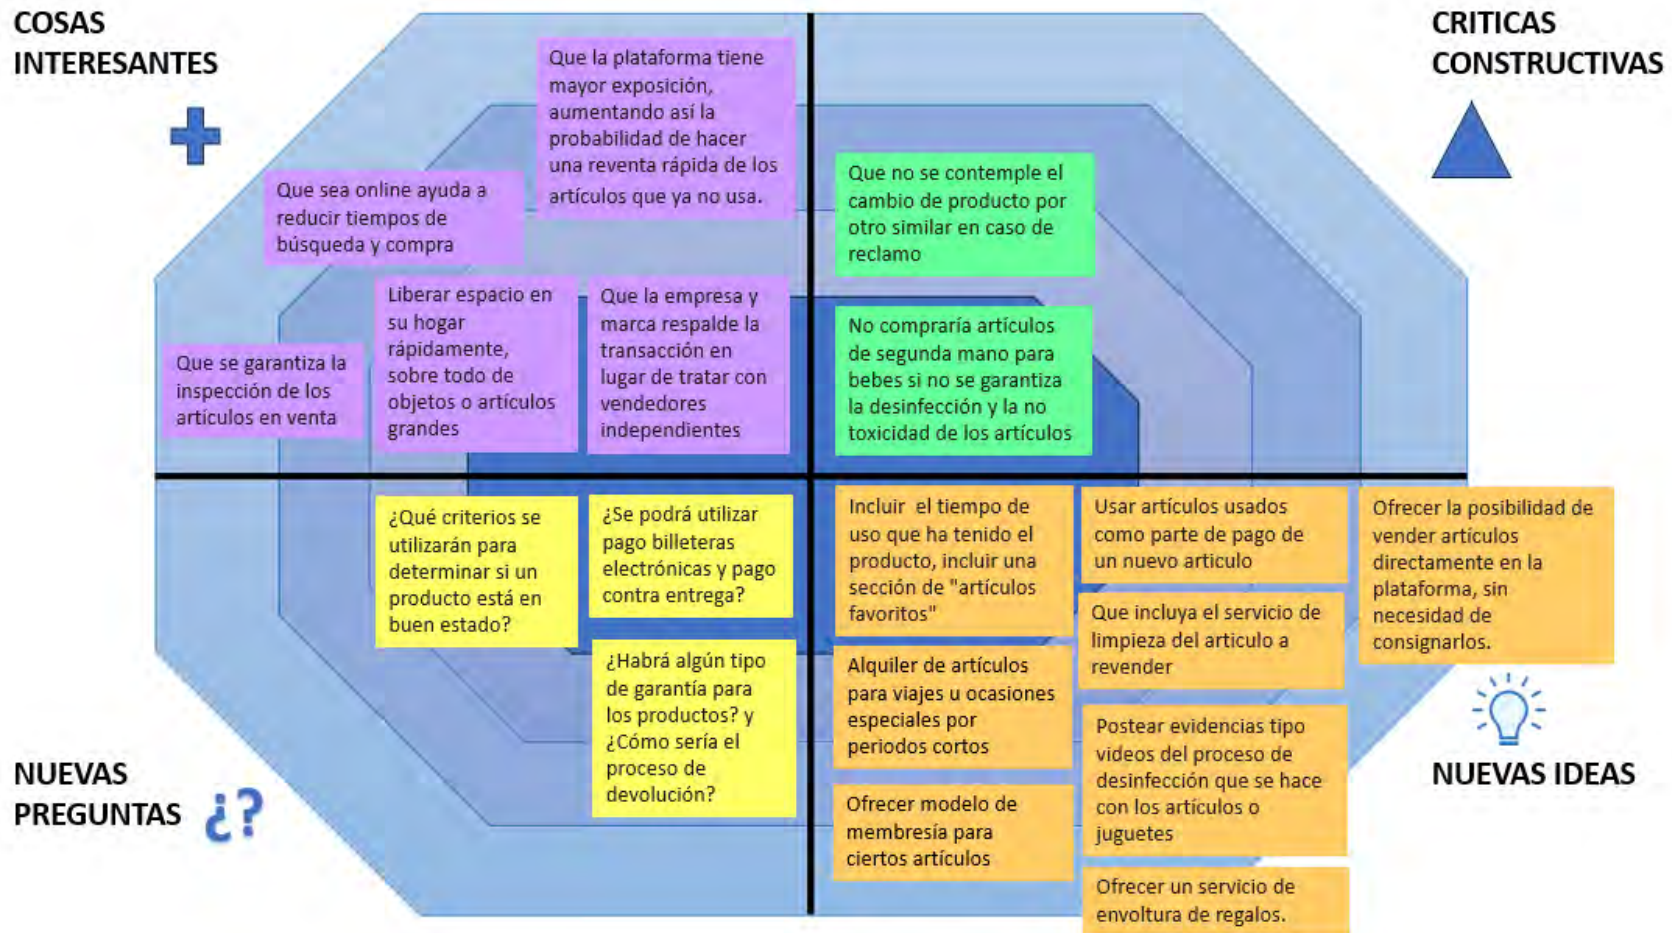 COSAS
INTERESANTES
Que la plataforma tiene
mayor exposición,
aumentando así la
probabilidad de hacer
una reventa rápida de los
artículos que ya no usa.
Que sea online ayuda a
reducir tiempos de
búsqueda y compra
Que se garantiza la
inspección de los
artículos en venta
Liberar espacio en
su hogar
rápidamente,
sobre todo de
objetos o artículos
grandes
Que la empresa y
marca respalde la
transacción en
lugar de tratar con
vendedores
independientes
CRITICAS
CONSTRUCTIVAS
Que no se contemple el
cambio de producto por
otro similar en caso de
reclamo
No compraría artículos
de segunda mano para
bebes si no se garantiza
la desinfección y la no
toxicidad de los artículos
NUEVAS
PREGUNTAS ¿?
¿Qué criterios se
utilizarán para
determinar si un
producto está en
buen estado?
¿Se podrá utilizar
pago billeteras
electrónicas y pago
contra entrega?
¿Habrá algún tipo
de garantía para
los productos? y
¿Cómo sería el
proceso de
devolución?
Incluir el tiempo de
uso que ha tenido el
producto, incluir una
sección de "artículos
favoritos"
Usar artículos usados
como parte de pago de
un nuevo articulo
Ofrecer la posibilidad de
vender artículos
directamente en la
plataforma, sin
necesidad de
consignarlos.
Que incluya el servicio de
limpieza del articulo a
revender
Alquiler de artículos
para viajes u ocasiones
especiales por
periodos cortos
Postear evidencias tipo
videos del proceso de
desinfección que se hace
con los artículos o
juguetes
Ofrecer modelo de
membresía para
ciertos artículos
Ofrecer un servicio de
envoltura de regalos.
NUEVAS IDEAS